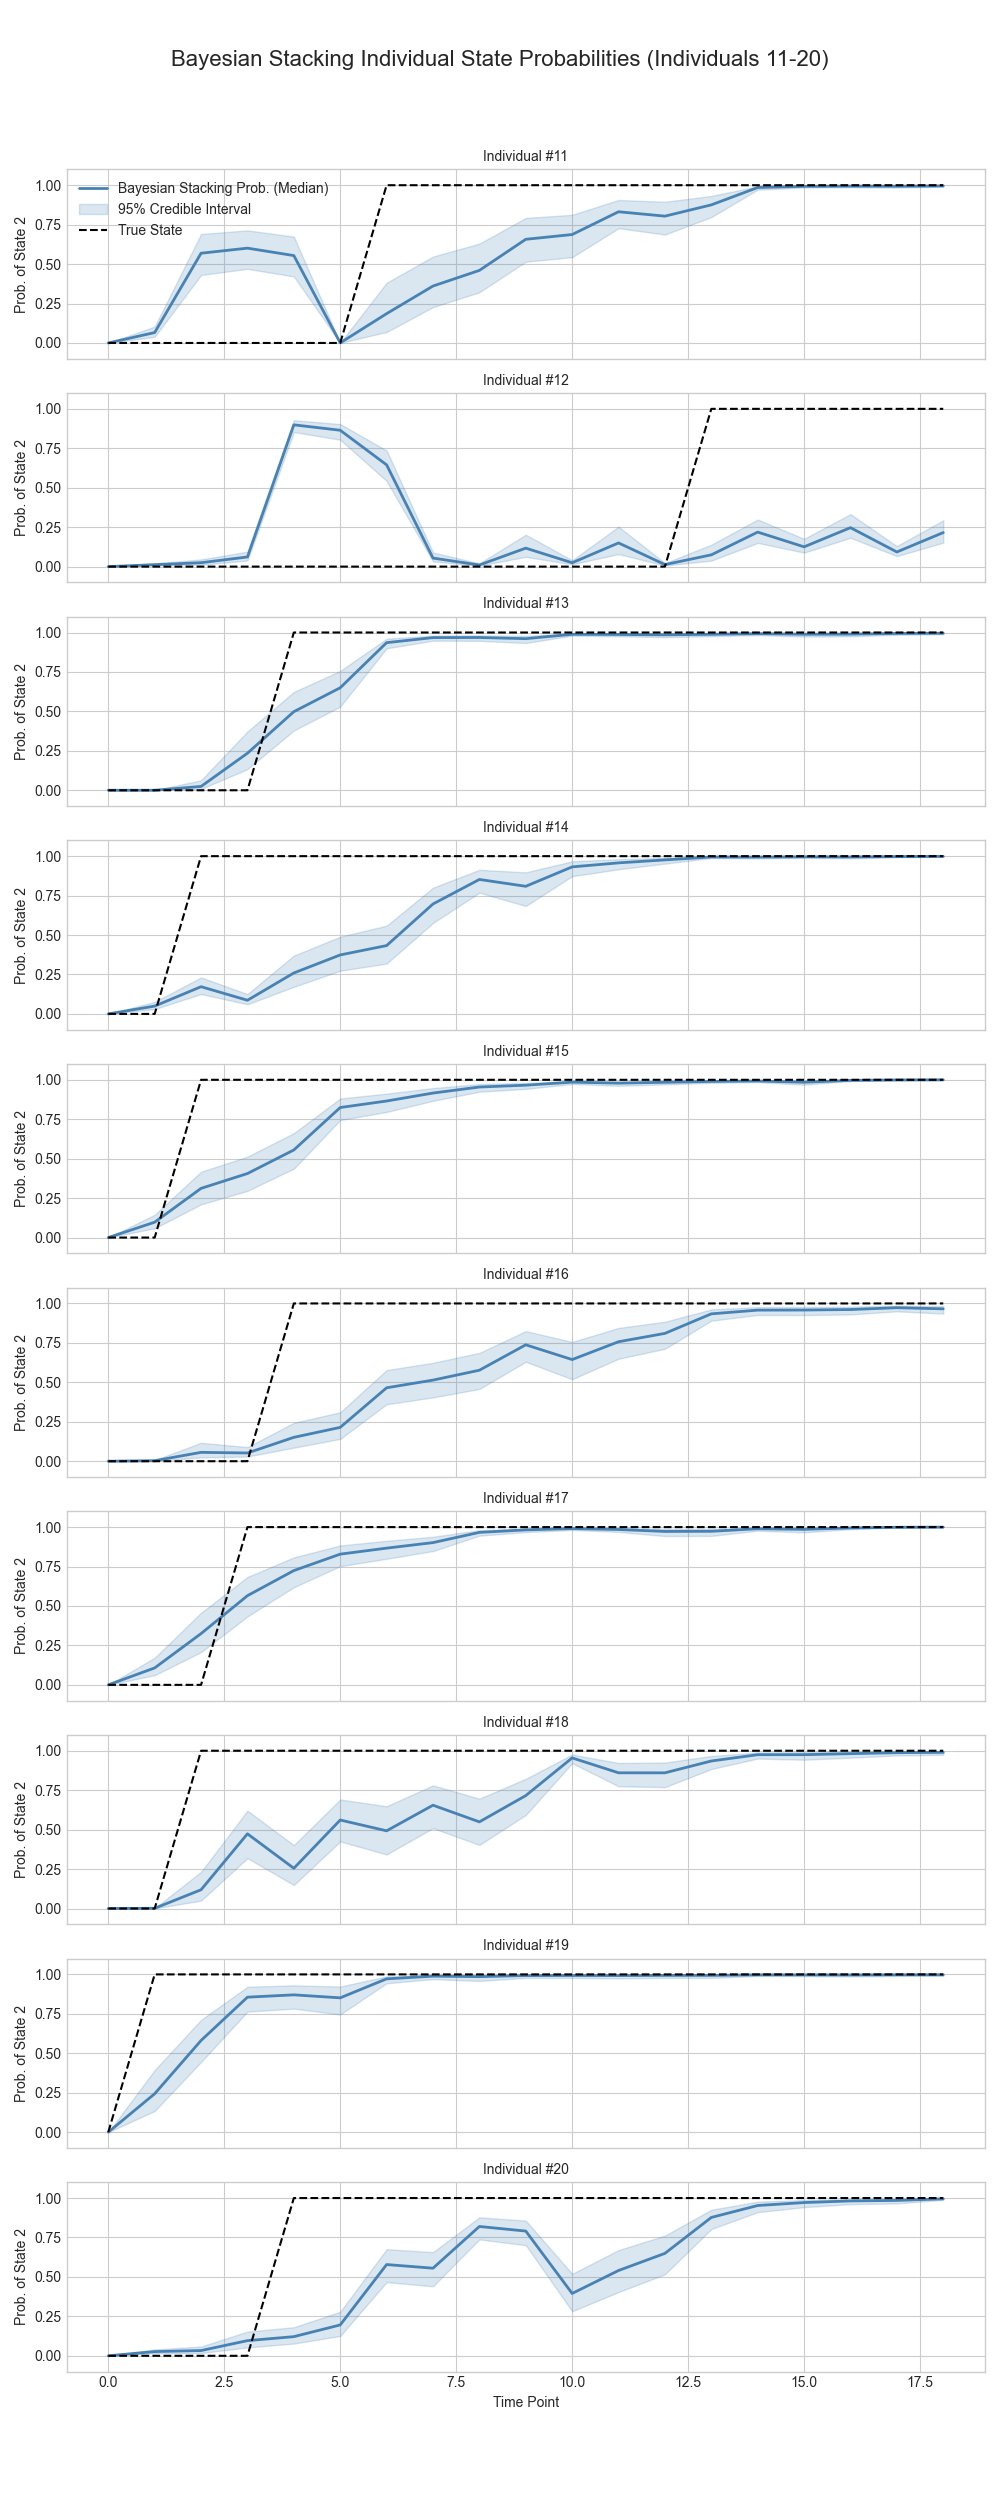 Bayesian Stacking Individual State Probabilities (Individuals 11-20)
Individual #11
Bayesian Stacking Prob. (Median)
95% Credible Interval
True State
Prob. of State 2
1.00
0.75
0.50
0.25
0.00
Individual #12
Prob. of State 2
1.00
0.75
0.50
0.25
0.00
Individual #13
Prob. of State 2
1.00
0.75
0.50
0.25
0.00
Individual #14
Prob. of State 2
1.00
0.75
0.50
0.25
0.00
Individual #15
Prob. of State 2
1.00
0.75
0.50
0.25
0.00
Individual #16
Prob. of State 2
1.00
0.75
0.50
0.25
0.00
Individual #17
Prob. of State 2
1.00
0.75
0.50
0.25
0.00
Individual #18
Prob. of State 2
1.00
0.75
0.50
0.25
0.00
Individual #19
Prob. of State 2
1.00
0.75
0.50
0.25
0.00
Individual #20
Prob. of State 2
1.00
0.75
0.50
0.25
0.00
0.0 2.5 5.0 7.5 10.0 12.5 15.0 17.5
Time Point